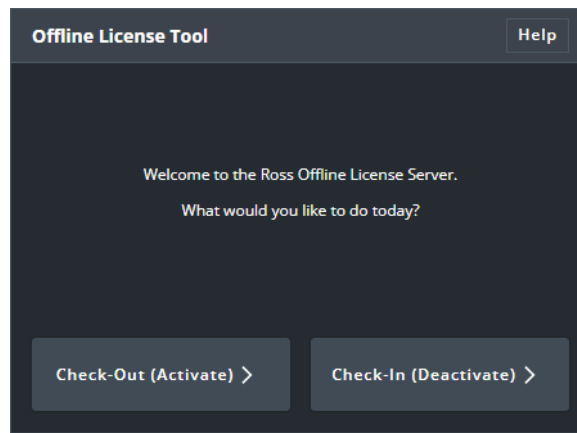 Offline License Tool
Help
Welcome to the Ross Offline License Server.
What would you like to do today?
Check-Out (Activate)
Check-In (Deactivate)